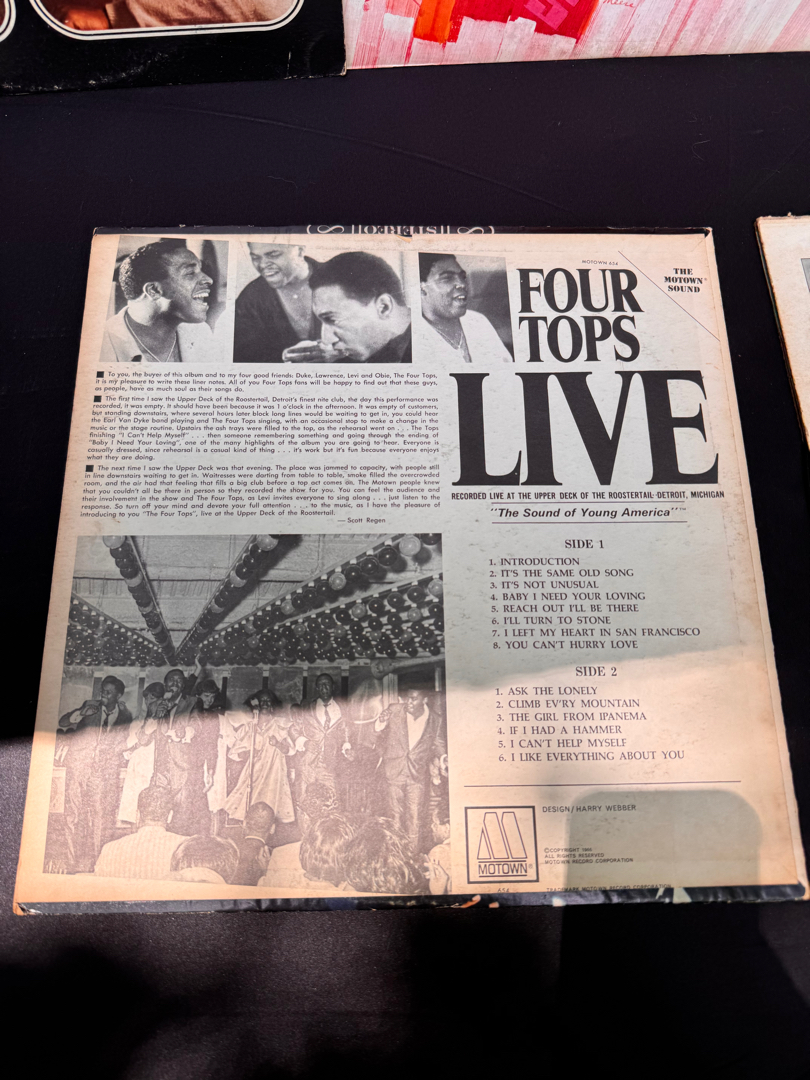 STEREO
MOTOWN 654
FOUR
TOPS
LIVE
THE
MOTOWN®
SOUND
RECORDED LIVE AT THE UPPER DECK OF THE ROOSTERTAIL-DETROIT, MICHIGAN
"The Sound of Young America"™
■ To you, the buyer of this album and to my four good friends: Duke, Lawrence, Levi and Obie, The Four Tops,
it is my pleasure to write these liner notes. All of you Four Tops fans will be happy to find out that these guys,
as people, have as much soul as their songs do.
■ The first time I saw the Upper Deck of the Roostertail, Detroit's finest nite club, the day this performance was
recorded, it was empty. It should have been because it was 1 o'clock in the afternoon. It was empty of customers,
but standing downstairs, where several hours later block long lines would be waiting to get in, you could hear
the Earl Van Dyke band playing and The Four Tops singing, with an occasional stop to make a change in the
music or the stage routine. Upstairs the ash trays were filled to the top, as the rehearsal went on . . . The Tops
finishing "I Can't Help Myself" . . . then someone remembering something and going through the ending of
"Baby I Need Your Loving", one of the many highlights of the album you are going to hear. Everyone is
casually dressed, since rehearsal is a casual kind of thing . . . it's work but it's fun because everyone enjoys
what they are doing.
■ The next time I saw the Upper Deck was that evening. The place was jammed to capacity, with people still
in line downstairs waiting to get in. Waitresses were darting from table to table, smoke filled the overcrowded
room, and the air had that feeling that fills a big club before a top act comes on. The Motown people knew
that you couldn't all be there in person so they recorded the show for you. You can feel the audience and
their involvement in the show and The Four Tops, as Levi invites everyone to sing along . . . just listen to the
response. So turn off your mind and devote your full attention . . . to the music, as I have the pleasure of
introducing to you "The Four Tops", live at the Upper Deck of the Roostertail.
— Scott Regen
SIDE 1
1. INTRODUCTION
2. IT'S THE SAME OLD SONG
3. IT'S NOT UNUSUAL
4. BABY I NEED YOUR LOVING
5. REACH OUT I'LL BE THERE
6. I'LL TURN TO STONE
7. I LEFT MY HEART IN SAN FRANCISCO
8. YOU CAN'T HURRY LOVE
SIDE 2
1. ASK THE LONELY
2. CLIMB EV'RY MOUNTAIN
3. THE GIRL FROM IPANEMA
4. IF I HAD A HAMMER
5. I CAN'T HELP MYSELF
6. I LIKE EVERYTHING ABOUT YOU
DESIGN/HARRY WEBBER
MOTOWN®
©COPYRIGHT 1966
ALL RIGHTS RESERVED
MOTOWN RECORD CORPORATION
654
TRADEMARK MOTOWN RECORD CORPORATION